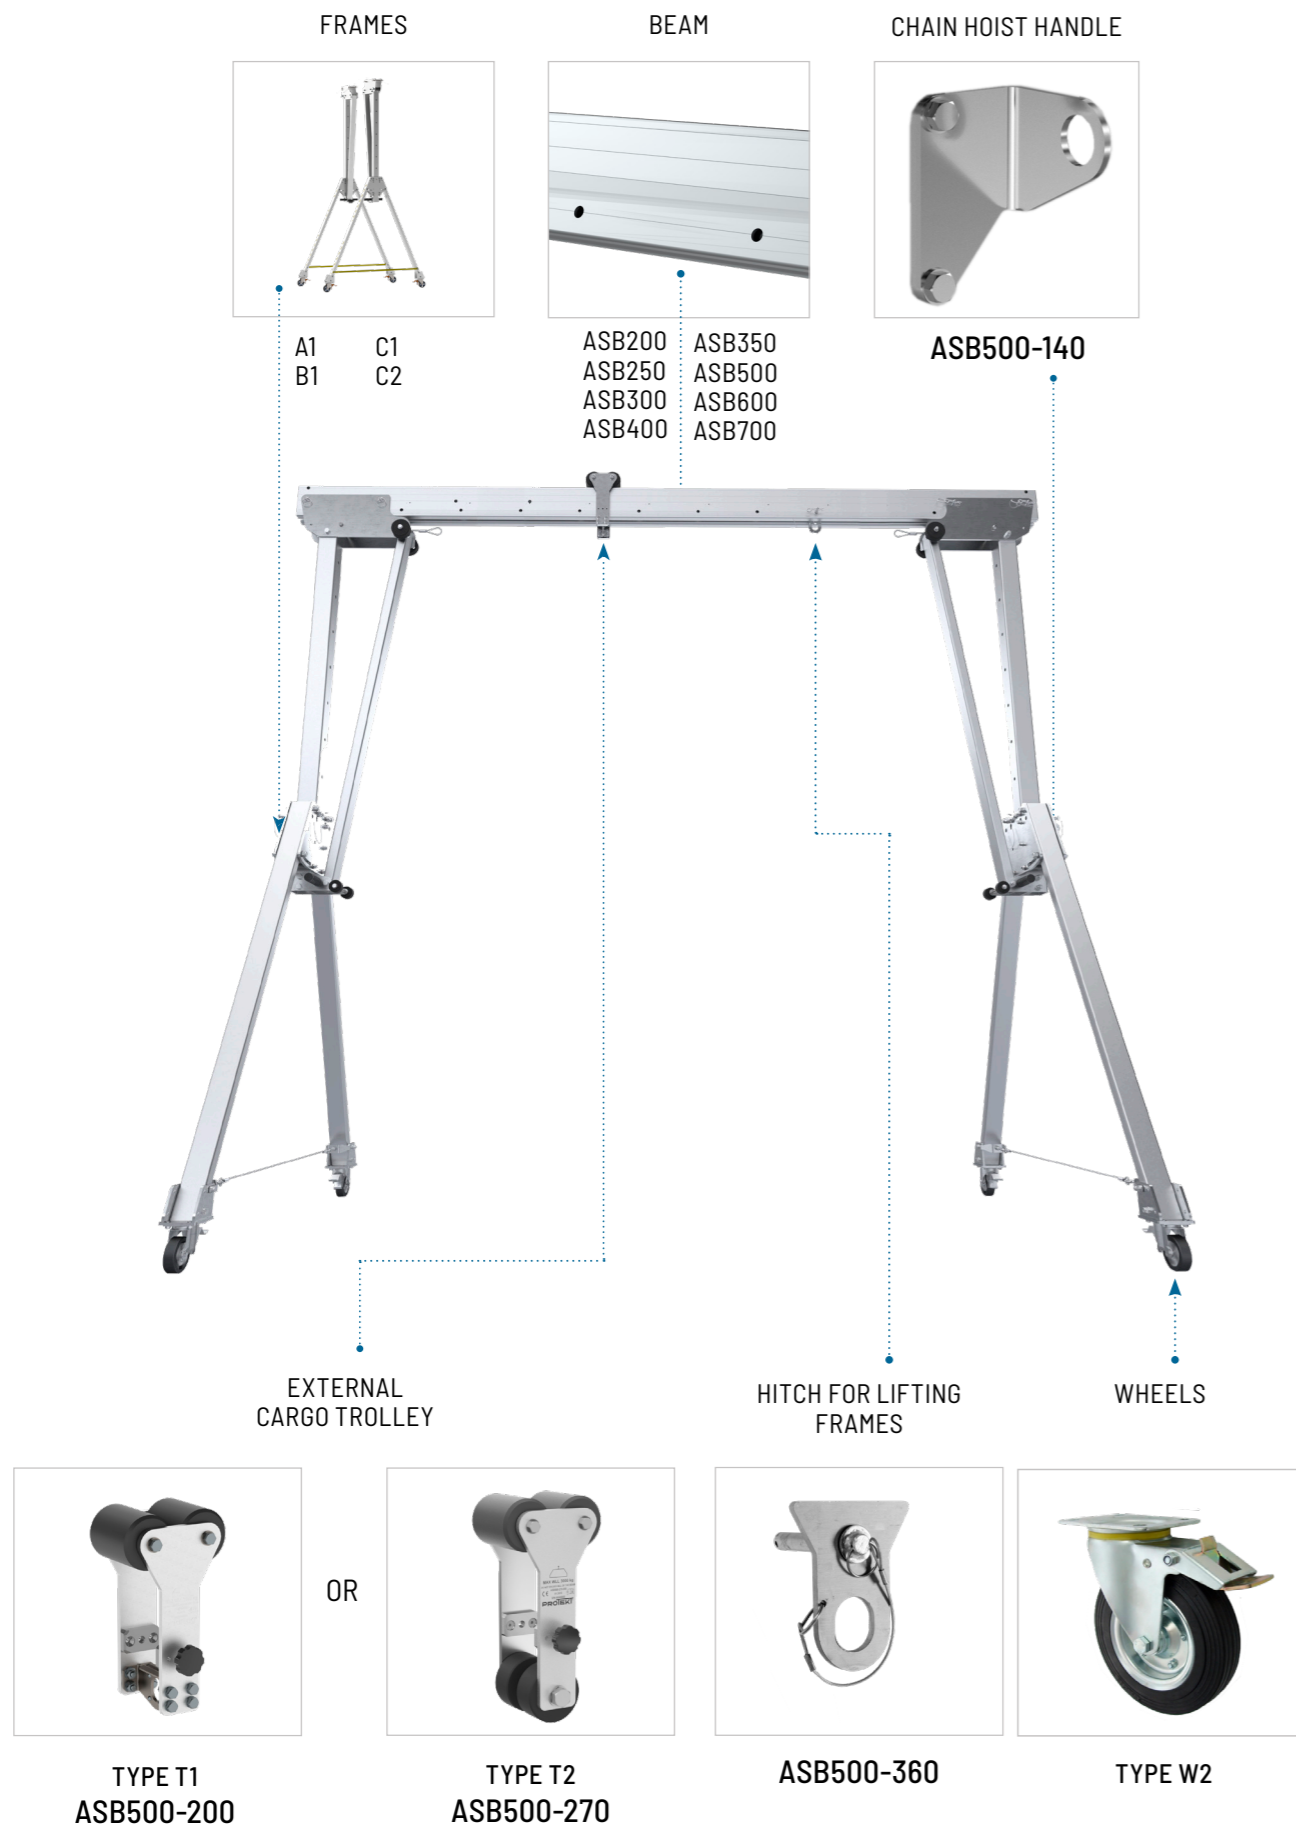 FRAMES
BEAM
CHAIN HOIST HANDLE
A1 C1
B1 C2
ASB200 ASB350
ASB250 ASB500
ASB300 ASB600
ASB400 ASB700
ASB500-140
EXTERNAL
CARGO TROLLEY
HITCH FOR LIFTING
FRAMES
WHEELS
OR
PROTEKT
TYPE T1
ASB500-200
TYPE T2
ASB500-270
ASB500-360
TYPE W2